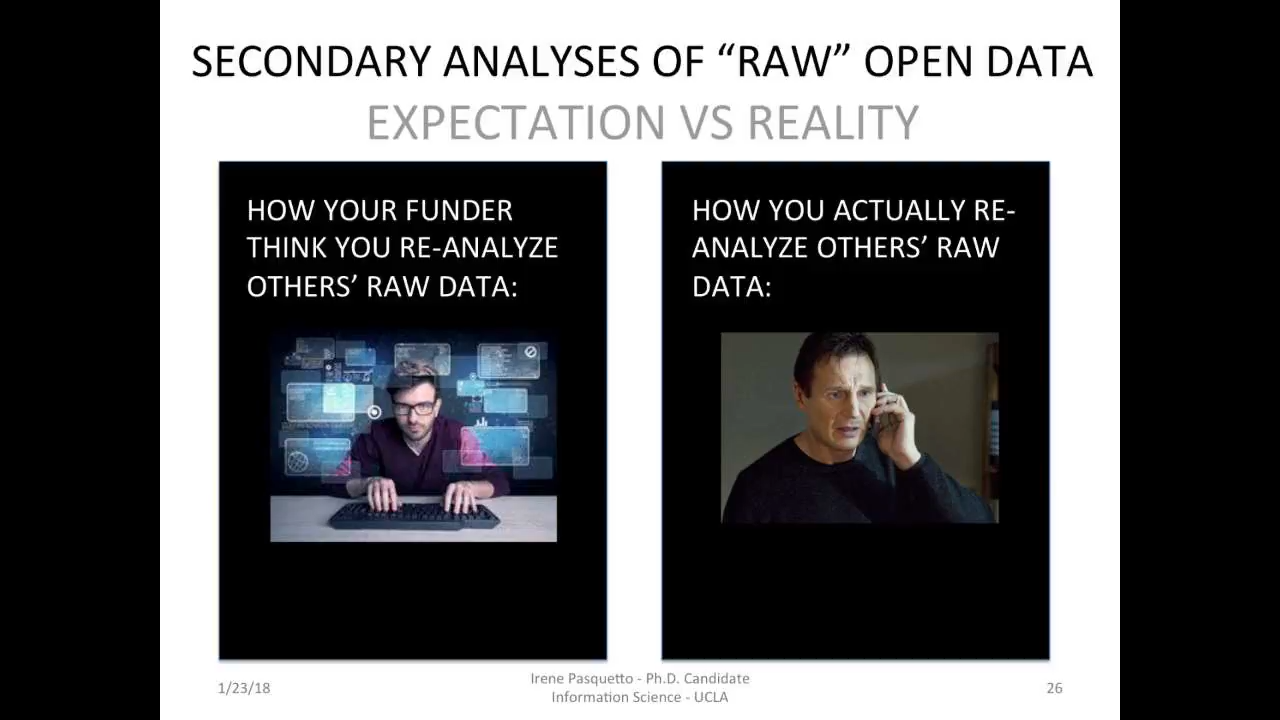 SECONDARY ANALYSES OF “RAW” OPEN DATA
EXPECTATION VS REALITY
HOW YOUR FUNDER
THINK YOU RE-ANALYZE
OTHERS’ RAW DATA:
HOW YOU ACTUALLY RE-
ANALYZE OTHERS’ RAW
DATA:
1/23/18
Irene Pasquetto - Ph.D. Candidate
Information Science - UCLA
26